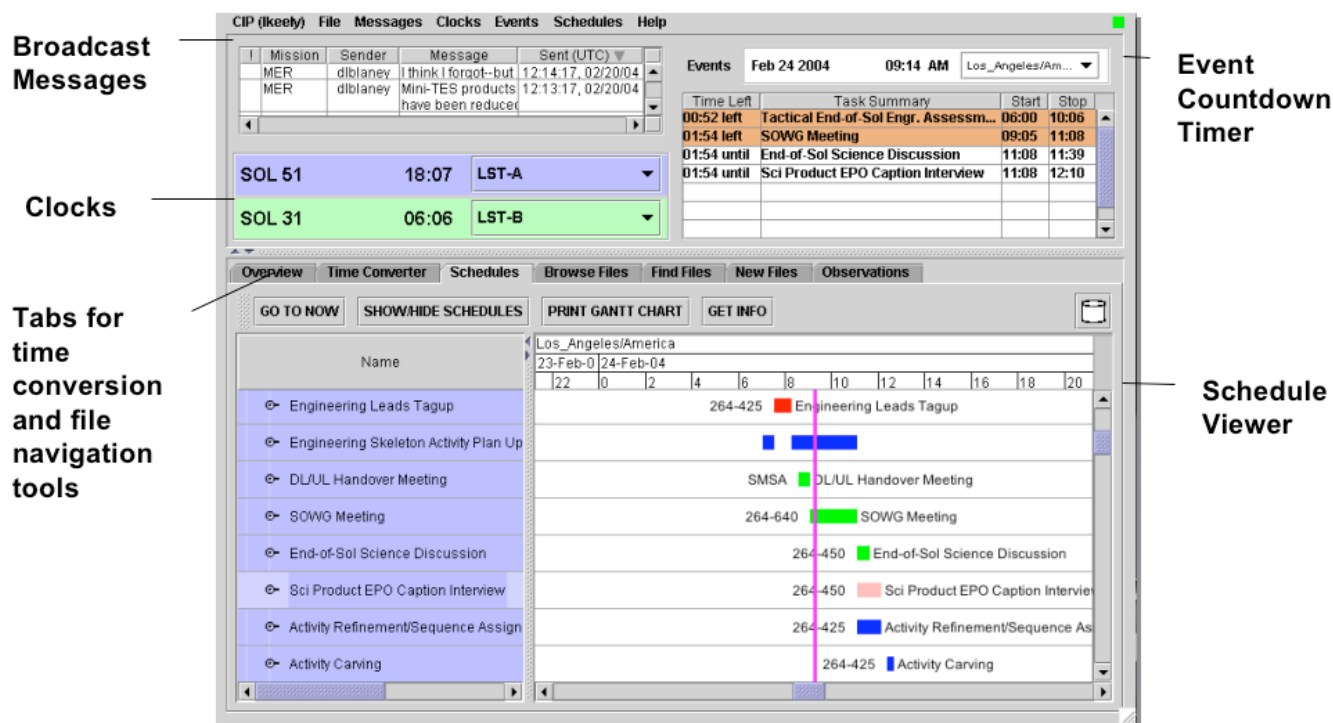 CIP (lkeely) File Messages Clocks Events Schedules Help
Broadcast
Messages
! Mission Sender Message Sent (UTC)
MER dlblaney I think I forgot--but 12:14:17, 02/20/04
MER dlblaney Mini-TES products 12:13:17, 02/20/04
have been reduced
Events Feb 24 2004 09:14 AM Los_Angeles/Am...
Event
Countdown
Timer
Time Left Task Summary Start Stop
00:52 left Tactical End-of-Sol Engr. Assessm... 06:00 10:06
01:54 left SOWG Meeting 09:05 11:08
01:54 until End-of-Sol Science Discussion 11:08 11:39
01:54 until Sci Product EPO Caption Interview 11:08 12:10
Clocks
SOL 51 18:07 LST-A
SOL 31 06:06 LST-B
Overview Time Converter Schedules Browse Files Find Files New Files Observations
Tabs for
time
conversion
and file
navigation
tools
GO TO NOW SHOW/HIDE SCHEDULES PRINT GANTT CHART GET INFO
Schedule
Viewer
Name
Los_Angeles/America
23-Feb-0 24-Feb-04
22 0 2 4 6 8 10 12 14 16 18 20
Engineering Leads Tagup 264-425 Engineering Leads Tagup
Engineering Skeleton Activity Plan Up
DL/UL Handover Meeting SMSA DL/UL Handover Meeting
SOWG Meeting 264-640 SOWG Meeting
End-of-Sol Science Discussion 264-450 End-of-Sol Science Discussion
Sci Product EPO Caption Interview 264-450 Sci Product EPO Caption Interview
Activity Refinement/Sequence Assign 264-425 Activity Refinement/Sequence As
Activity Carving 264-425 Activity Carving